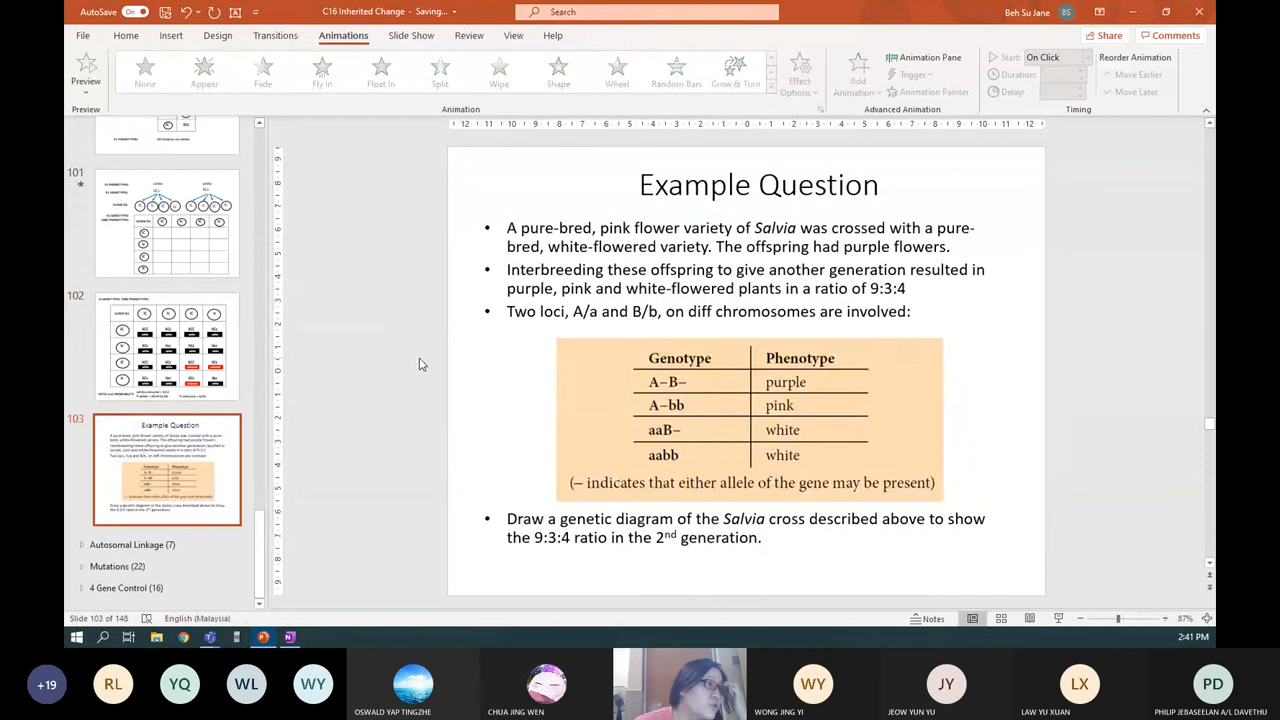 AutoSave On C16 Inherited Change - Saving... Search Beh Su Jane BS
File Home Insert Design Transitions Animations Slide Show Review View Help Share Comments
Preview None Appear Fade Fly In Float In Split Wipe Shape Wheel Random Bars Grow & Turn Effect Options Add Animation Animation Pane Trigger Animation Painter Start: On Click Duration: Delay: Reorder Animation Move Earlier Move Later
Preview Animation Advanced Animation Timing
101
102
103
Autosomal Linkage (7)
Mutations (22)
4 Gene Control (16)
Example Question
• A pure-bred, pink flower variety of Salvia was crossed with a pure-
bred, white-flowered variety. The offspring had purple flowers.
• Interbreeding these offspring to give another generation resulted in
purple, pink and white-flowered plants in a ratio of 9:3:4
• Two loci, A/a and B/b, on diff chromosomes are involved:
Genotype Phenotype
A–B– purple
A–bb pink
aaB– white
aabb white
(– indicates that either allele of the gene may be present)
• Draw a genetic diagram of the Salvia cross described above to show
the 9:3:4 ratio in the 2nd generation.
Slide 103 of 148 English (Malaysia) Notes 87%
2:41 PM
+19 RL YQ WL WY WY JY LX PD
OSWALD YAP TINGZHE CHUA JING WEN WONG JING YI JEOW YUN YU LAW YU XUAN PHILIP JEBASEELAN A/L DAVETHU